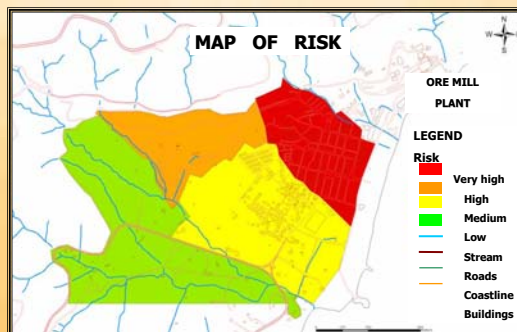 MAP OF RISK
N
W E
S
ORE MILL
PLANT
LEGEND
Risk
Very high
High
Medium
Low
Stream
Roads
Coastline
Buildings